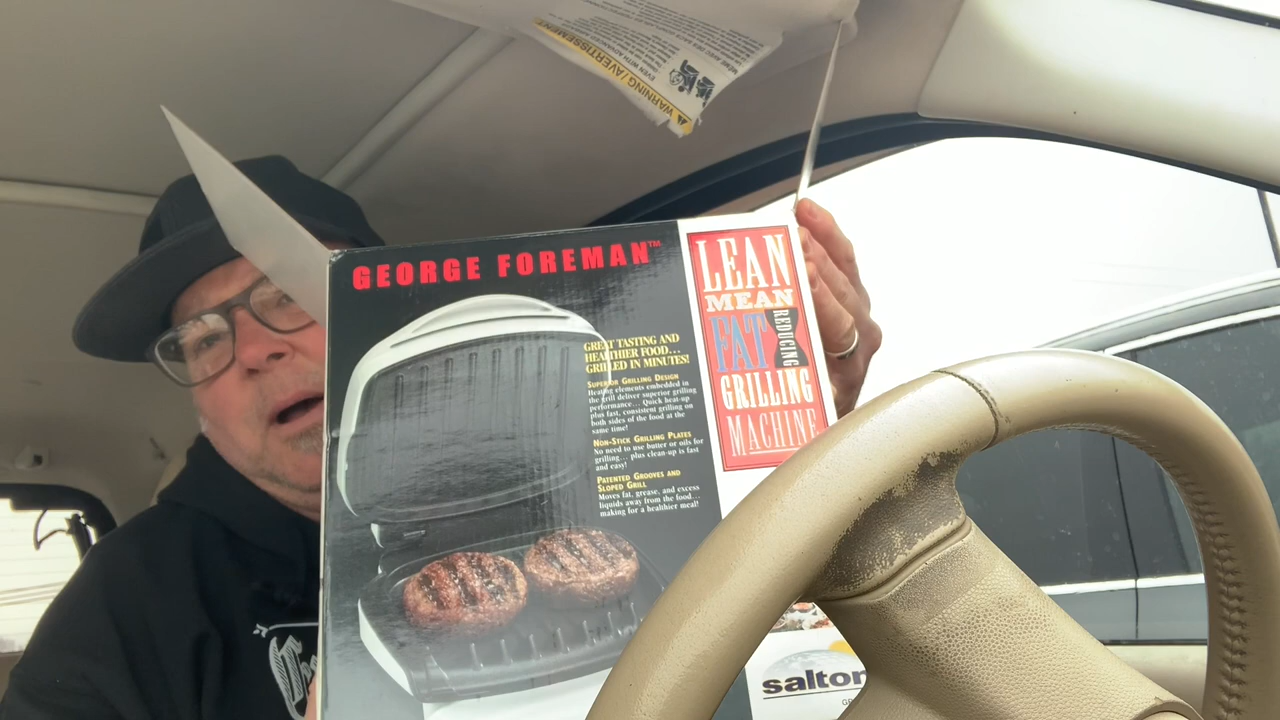 WARNING / AVERTISSEMENT
EVEN WITH ADVAN
GEORGE FOREMAN™
LEAN
MEAN
FAT
REDUCING
GRILLING
MACHINE
GREAT TASTING AND
HEALTHIER FOOD...
GRILLED IN MINUTES!
SUPERIOR GRILLING DESIGN
Heating elements embedded in
the grill deliver superior grilling
performance... Quick heat-up
plus fast, consistent grilling on
both sides of the food at the
same time!
NON-STICK GRILLING PLATES
No need to use butter or oils for
grilling... plus clean-up is fast
and easy!
PATENTED GROOVES AND
SLOPED GRILL
Moves fat, grease, and excess
liquids away from the food...
making for a healthier meal!
salton